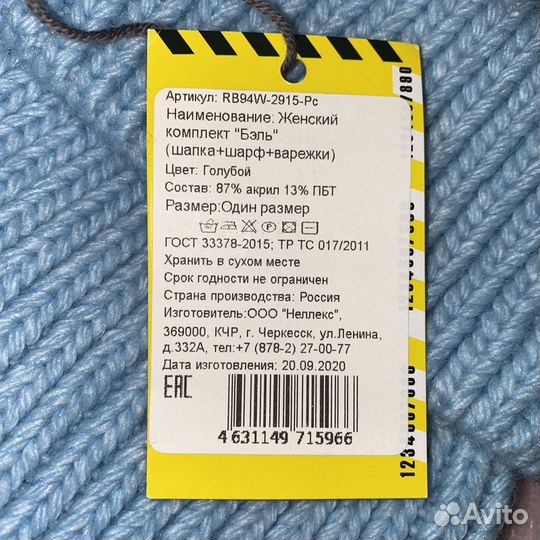 Артикул: RB94W-2915-Pc
Наименование: Женский
комплект "Бэль"
(шапка+шарф+варежки)
Цвет: Голубой
Состав: 87% акрил 13% ПБТ
Размер:Один размер
ГОСТ 33378-2015; ТР ТС 017/2011
Хранить в сухом месте
Срок годности не ограничен
Страна производства: Россия
Изготовитель:ООО "Неллекс",
369000, КЧР, г. Черкесск, ул.Ленина,
д.332А, тел:+7 (878-2) 27-00-77
Дата изготовления: 20.09.2020
EAC
4 631149 715966
Avito